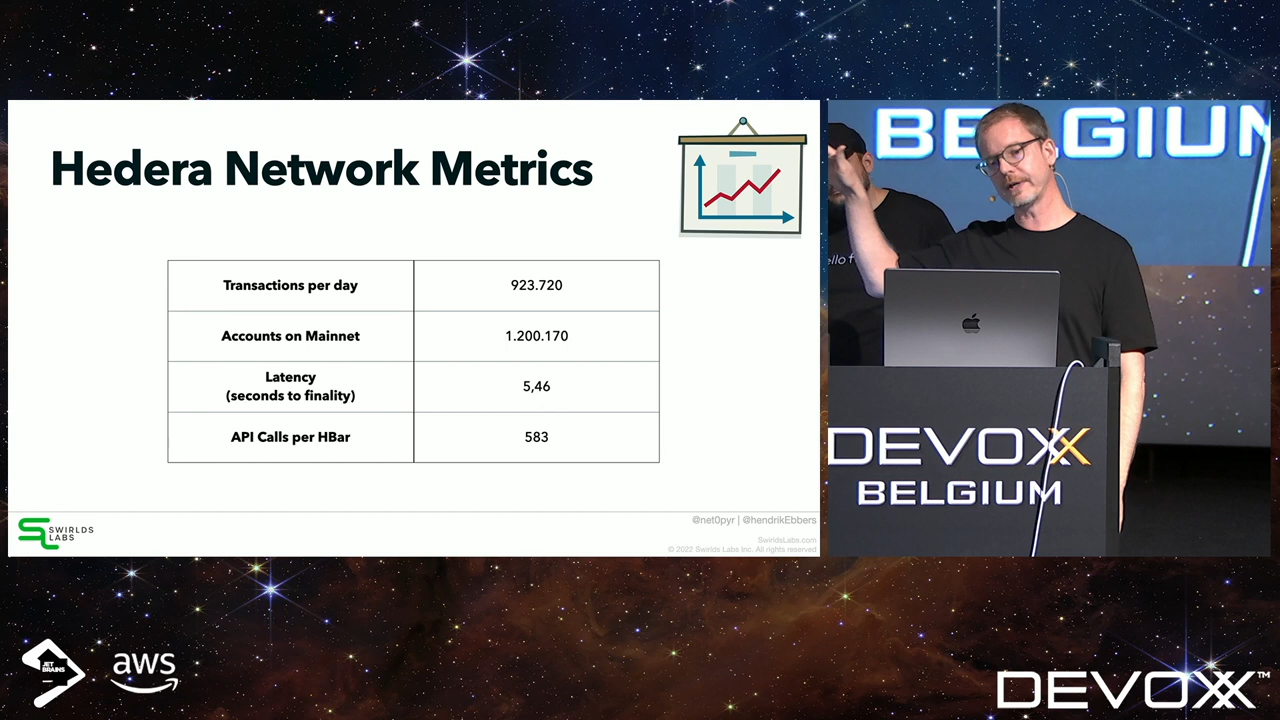 Hedera Network Metrics
Transactions per day
923.720
Accounts on Mainnet
1.200.170
Latency
(seconds to finality)
5,46
API Calls per HBar
583
SWIRLDS
LABS
@net0pyr | @hendrikEbbers
SwirldsLabs.com
© 2022 Swirlds Labs Inc. All rights reserved
BELGIUM
ello f
DEVOXX
BELGIUM
JET
BRAINS
aws
DEVOXX™